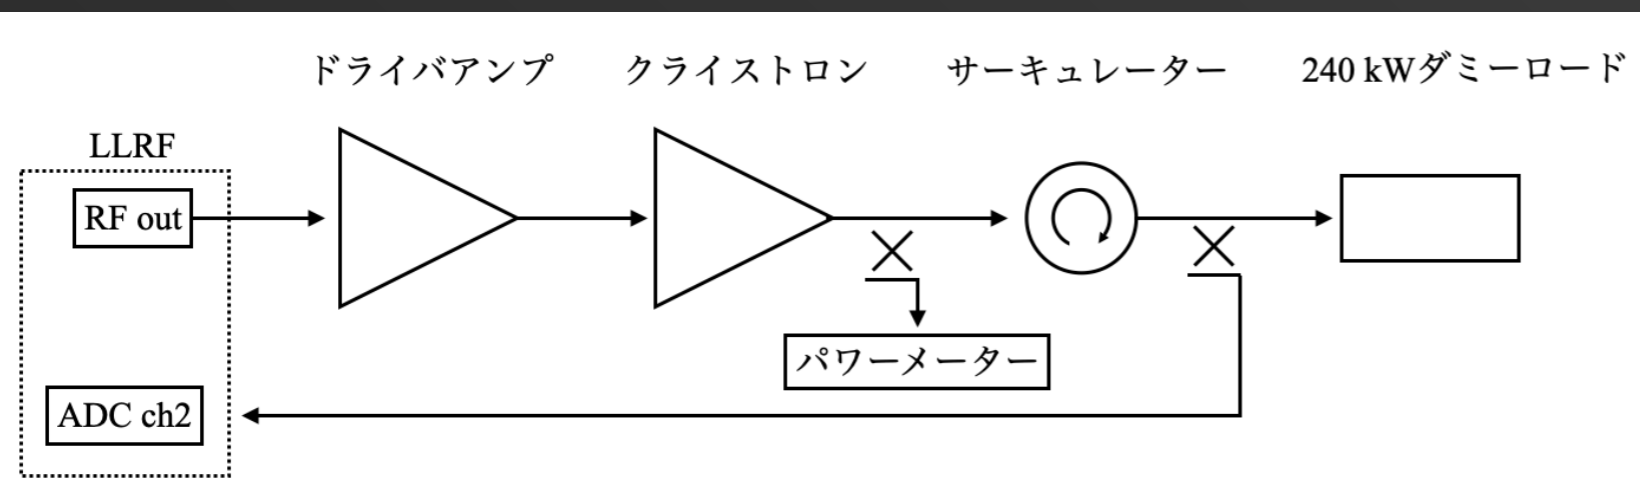 ドライバアンプ
クライストロン
サーキュレーター
240 kWダミーロード
LLRF
RF out
パワーメーター
ADC ch2